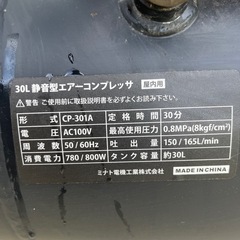 30L 静音型エアーコンプレッサ 屋内用
⚠警告 ご使用前に取扱説明書を必ずよくお読みください。
形式 CP-301A 定格時間 30分
電圧 AC100V 最高使用圧力 0.8MPa(8kgf/cm²)
周波数 50/60Hz 吐出し空気量 150/165L/min
消費電力 780/800W タンク容量 約30L
ミナト電機工業株式会社 MADE IN CHINA